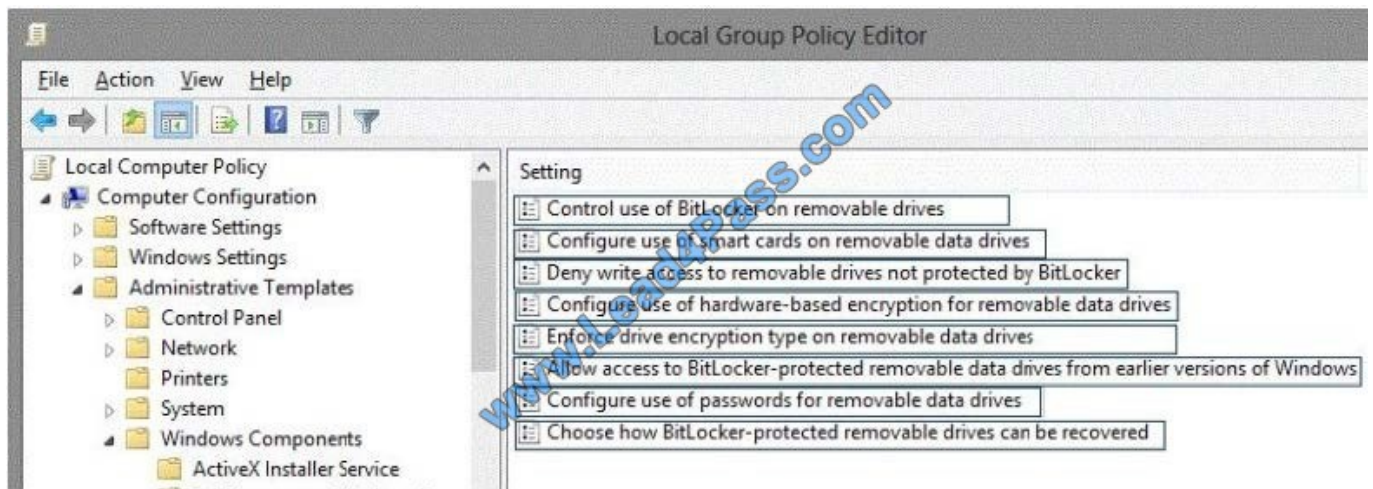 Local Group Policy Editor
File Action View Help
Local Computer Policy
Computer Configuration
Software Settings
Windows Settings
Administrative Templates
Control Panel
Network
Printers
System
Windows Components
ActiveX Installer Service
Setting
Control use of BitLocker on removable drives
Configure use of smart cards on removable data drives
Deny write access to removable drives not protected by BitLocker
Configure use of hardware-based encryption for removable data drives
Enforce drive encryption type on removable data drives
Allow access to BitLocker-protected removable data drives from earlier versions of Windows
Configure use of passwords for removable data drives
Choose how BitLocker-protected removable drives can be recovered
www.Lead4Pass.com